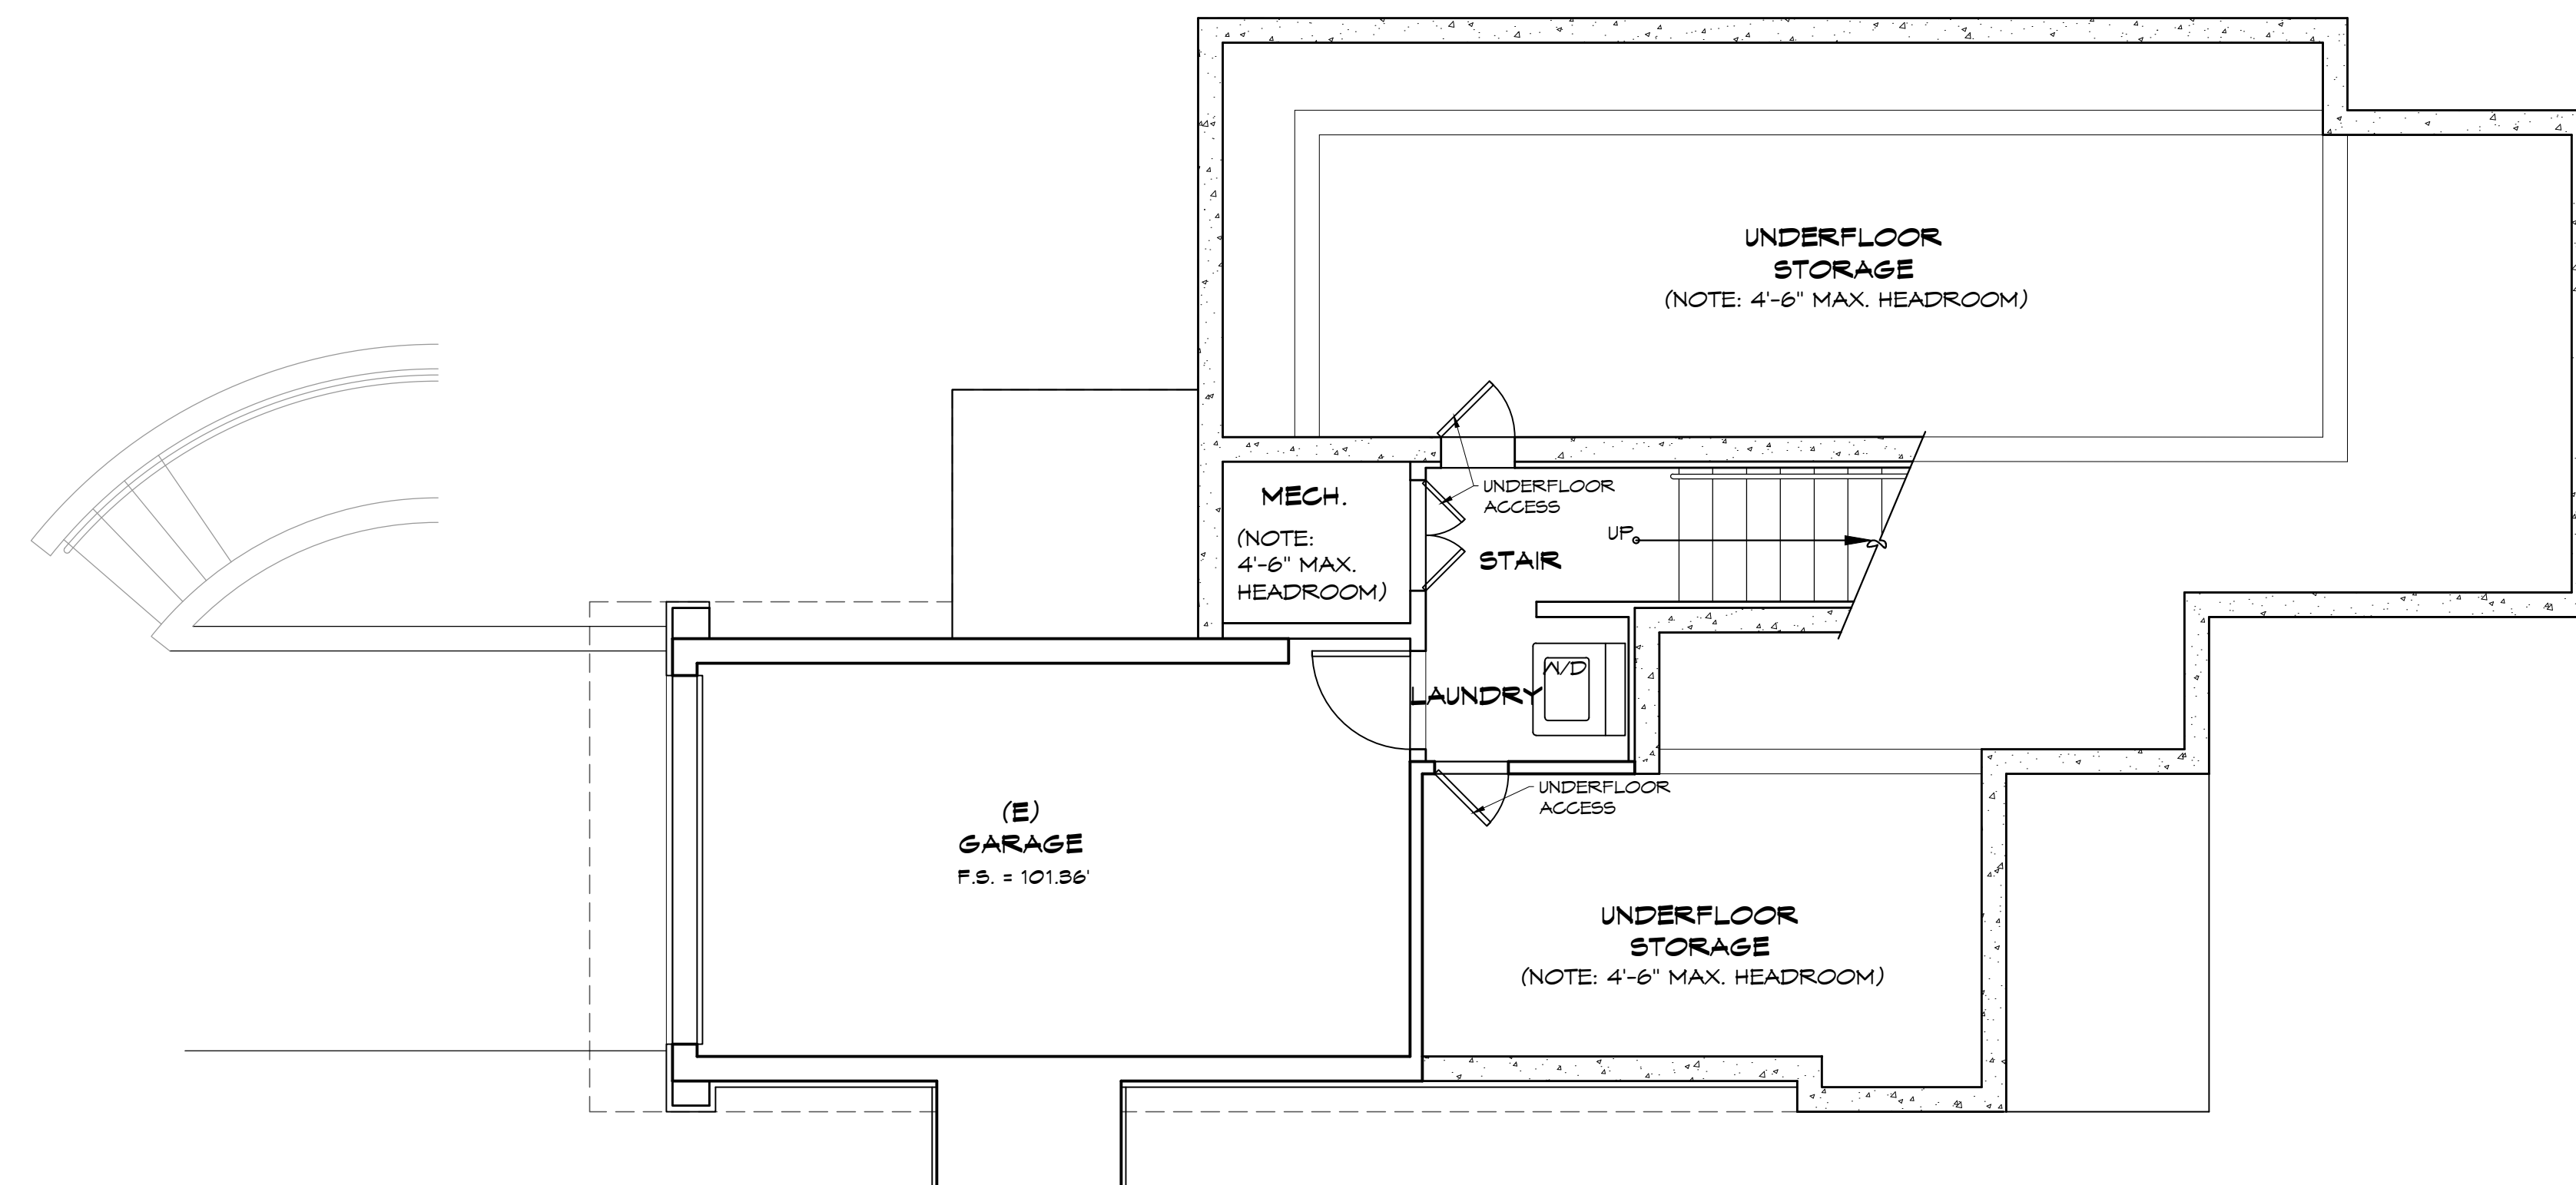 UNDERFLOOR
STORAGE
(NOTE: 4'-6" MAX. HEADROOM)
MECH.
(NOTE:
4'-6" MAX.
HEADROOM)
UNDERFLOOR
ACCESS
UP
STAIR
W/D
LAUNDRY
UNDERFLOOR
ACCESS
(E)
GARAGE
F.S. = 101.36'
UNDERFLOOR
STORAGE
(NOTE: 4'-6" MAX. HEADROOM)